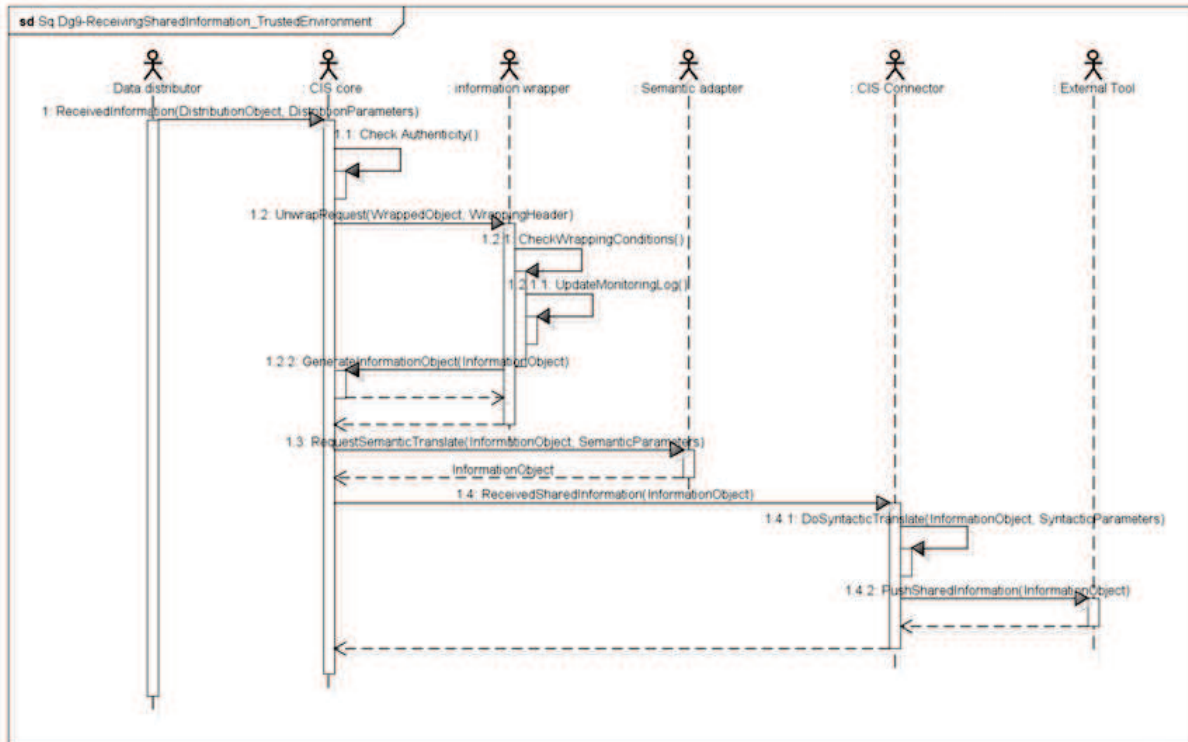 sd Sq Dg9-ReceivingSharedInformation_TrustedEnvironment
: Data distributor
: CIS core
: information wrapper
: Semantic adapter
: CIS Connector
: External Tool
1: ReceivedInformation(DistributionObject, DistributionParameters)
1.1: Check Authenticity()
1.2: UnwrapRequest(WrappedObject, WrappingHeader)
1.2.1: CheckWrappingConditions()
1.2.1.1: UpdateMonitoringLog()
1.2.2: GenerateInformationObject(InformationObject)
1.3: RequestSemanticTranslate(InformationObject, SemanticParameters)
InformationObject
1.4: ReceivedSharedInformation(InformationObject)
1.4.1: DoSyntacticTranslate(InformationObject, SyntacticParameters)
1.4.2: PushSharedInformation(InformationObject)